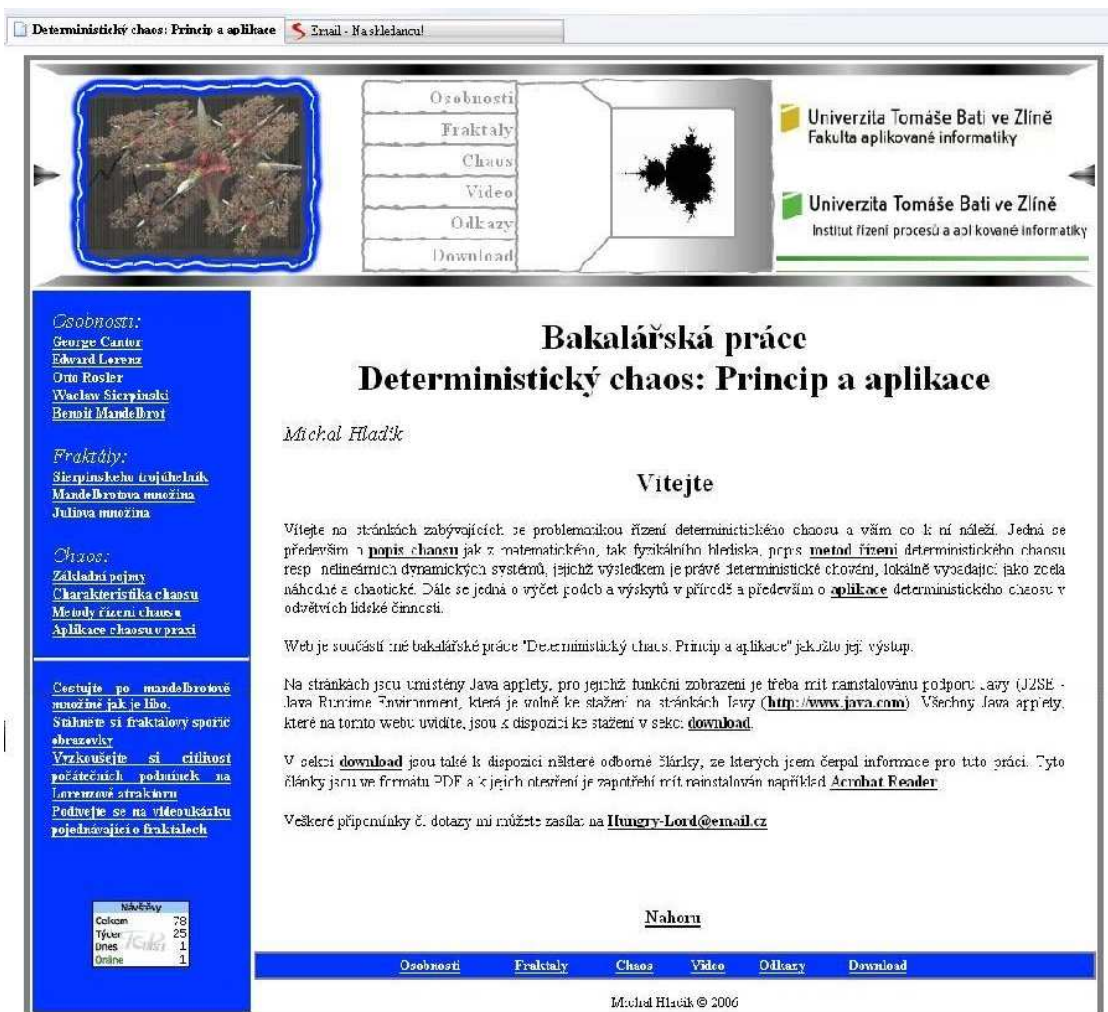 Deterministický chaos: Princip a aplikace
Email - Na shledanou!
Osobnosti
Fraktaly
Chaos
Video
Odkazy
Download
Univerzita Tomáše Bati ve Zlíně
Fakulta aplikované informatiky
Univerzita Tomáše Bati ve Zlíně
Institut řízení procesů a aplikované informatiky
Osobnosti:
George Cantor
Edward Lorenz
Otto Rosler
Waclaw Sierpinski
Benoit Mandelbrot
Fraktály:
Sierpinskeho trojúhelník
Mandelbrotova množina
Juliova množina
Chaos:
Základní pojmy
Charakteristika chaosu
Metody řízení chaosu
Aplikace chaosu v praxi
Cestujte po mandelbrotově
množině jak je libo.
Stáhněte si fraktálový spořič
obrazovky
Vyzkoušejte si citlivost
počátečních podmínek na
Lorenzově atraktoru
Podívejte se na videoukázku
pojednávající o fraktálech
Návštěvy
Celkem 78
Týden 25
Dnes 1
Online 1
Bakalářská práce
Deterministický chaos: Princip a aplikace
Michal Hladík
Vítejte
Vítejte na stránkách zabývajících se problematikou řízení deterministického chaosu a vším co k ní náleží. Jedná se
především o popis chaosu jak z matematického, tak fyzikálního hlediska, popis metod řízení deterministického chaosu
resp. nelineárních dynamických systémů, jejichž výsledkem je právě deterministické chování, lokálně vypadající jako zcela
náhodné a chaotické. Dále se jedná o výčet podob a výskytů v přírodě a především o aplikace deterministického chaosu v
odvětvích lidské činnosti.
Web je součástí mé bakalářské práce "Deterministický chaos: Princip a aplikace" jakožto její výstup.
Na stránkách jsou umístěny Java applety, pro jejichž funkční zobrazení je třeba mít nainstalovánu podporu Javy (J2SE -
Java Runtime Environment, která je volně ke stažení na stránkách Javy (http://www.java.com). Všechny Java applety,
které na tomto webu uvidíte, jsou k dispozici ke stažení v sekci download.
V sekci download jsou také k dispozici některé odborné články, ze kterých jsem čerpal informace pro tuto práci. Tyto
články jsou ve formátu PDF a k jejich otevření je zapotřebí mít nainstalován například Acrobat Reader
Veškeré připomínky či dotazy mi můžete zasílat na Hungry-Lord@email.cz
Nahoru
Osobnosti Fraktaly Chaos Video Odkazy Download
Michal Hladík © 2006